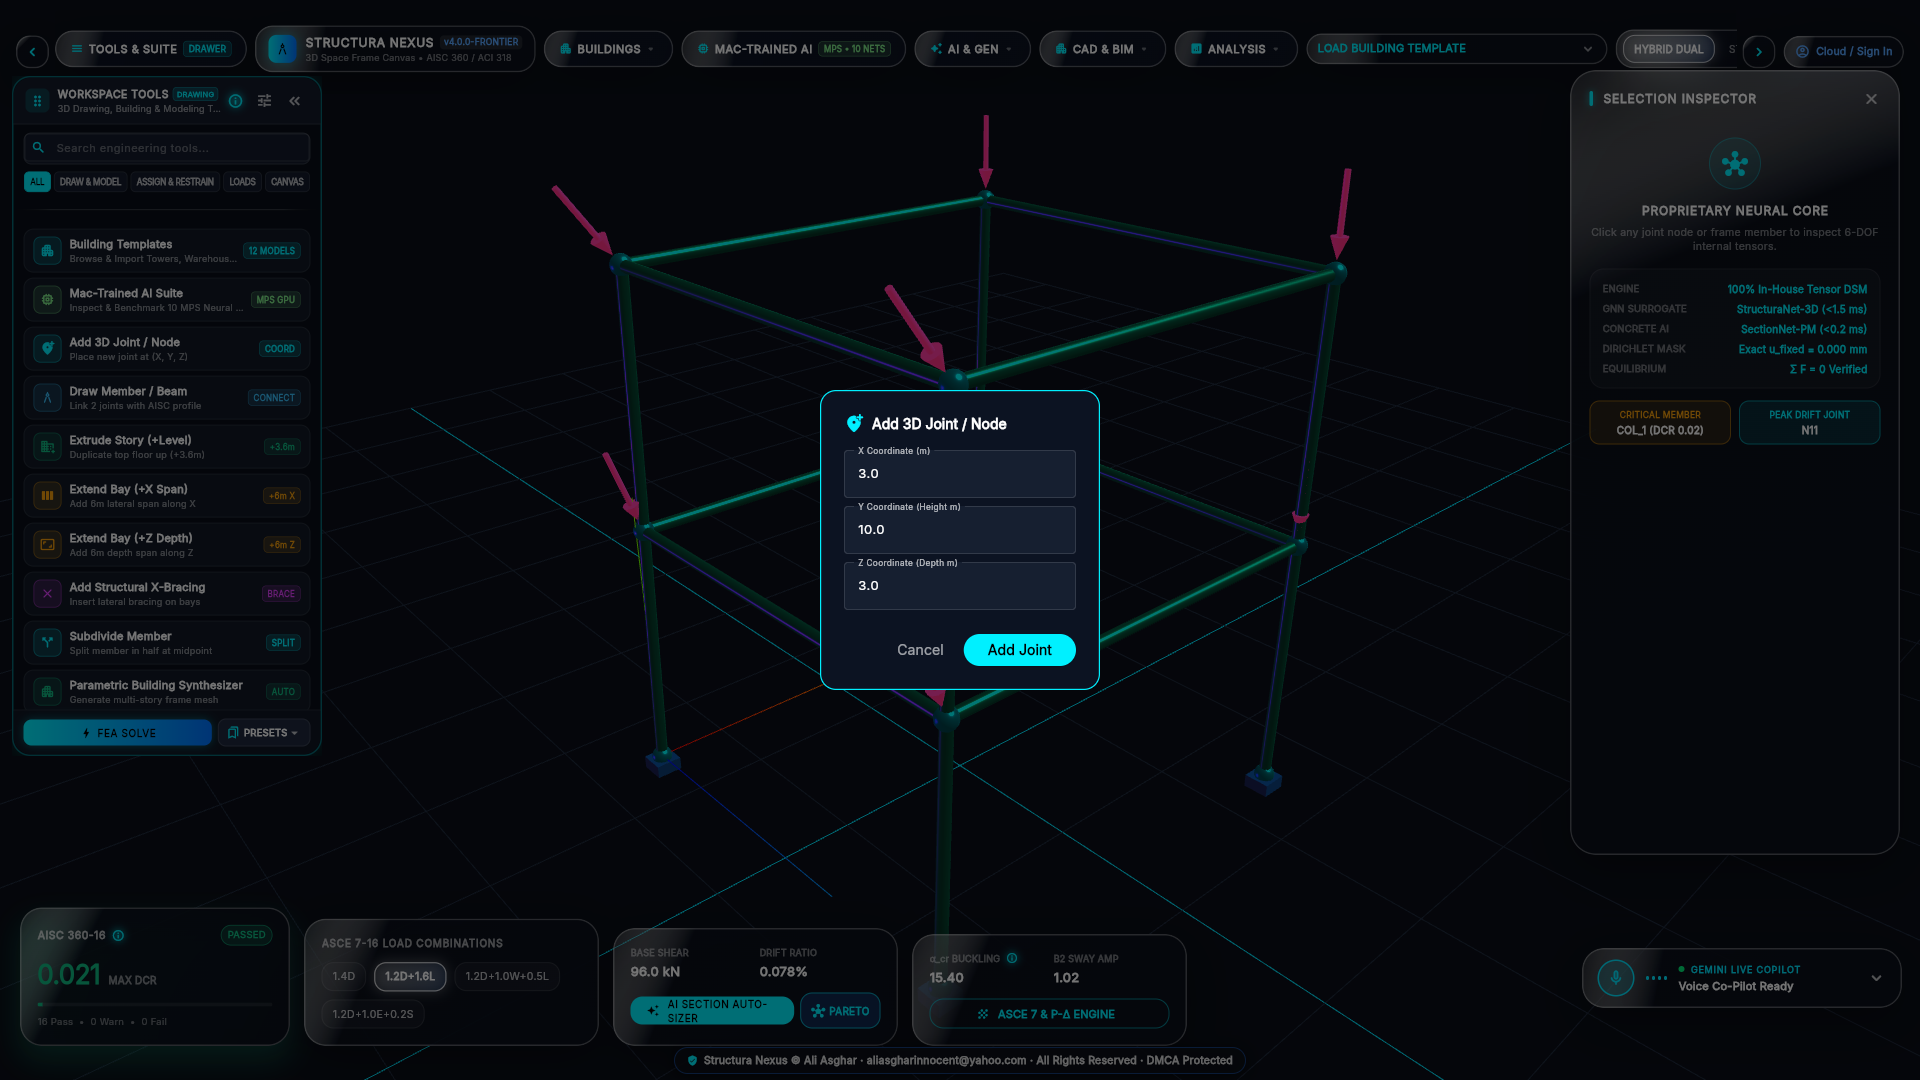 TOOLS & SUITE DRAWER
STRUCTURA NEXUS v4.0.0-FRONTIER
3D Space Frame Canvas • AISC 360 / ACI 318
BUILDINGS
MAC-TRAINED AI MPS • 10 NETS
AI & GEN
CAD & BIM
ANALYSIS
LOAD BUILDING TEMPLATE
HYBRID DUAL
Cloud / Sign In
WORKSPACE TOOLS DRAWING
3D Drawing, Building & Modeling T...
Search engineering tools...
ALL DRAW & MODEL ASSIGN & RESTRAIN LOADS CANVAS
Building Templates
Browse & Import Towers, Warehous...
12 MODELS
Mac-Trained AI Suite
Inspect & Benchmark 10 MPS Neural ...
MPS GPU
Add 3D Joint / Node
Place new joint at (X, Y, Z)
COORD
Draw Member / Beam
Link 2 joints with AISC profile
CONNECT
Extrude Story (+Level)
Duplicate top floor up (+3.6m)
+3.6m
Extend Bay (+X Span)
Add 6m lateral span along X
+6m X
Extend Bay (+Z Depth)
Add 6m depth span along Z
+6m Z
Add Structural X-Bracing
Insert lateral bracing on bays
BRACE
Subdivide Member
Split member in half at midpoint
SPLIT
Parametric Building Synthesizer
Generate multi-story frame mesh
AUTO
FEA SOLVE
PRESETS
Add 3D Joint / Node
X Coordinate (m)
3.0
Y Coordinate (Height m)
10.0
Z Coordinate (Depth m)
3.0
Cancel
Add Joint
SELECTION INSPECTOR
PROPRIETARY NEURAL CORE
Click any joint node or frame member to inspect 6-DOF
internal tensors.
ENGINE 100% In-House Tensor DSM
GNN SURROGATE StructuraNet-3D (<1.5 ms)
CONCRETE AI SectionNet-PM (<0.2 ms)
DIRICHLET MASK Exact u_fixed = 0.000 mm
EQUILIBRIUM Σ F = 0 Verified
CRITICAL MEMBER
COL_1 (DCR 0.02)
PEAK DRIFT JOINT
N11
AISC 360-16
PASSED
0.021 MAX DCR
16 Pass • 0 Warn • 0 Fail
ASCE 7-16 LOAD COMBINATIONS
1.4D 1.2D+1.6L 1.2D+1.0W+0.5L
1.2D+1.0E+0.2S
BASE SHEAR
96.0 kN
DRIFT RATIO
0.078%
AI SECTION AUTO-
SIZER
PARETO
α_cr BUCKLING
15.40
B2 SWAY AMP
1.02
ASCE 7 & P-Δ ENGINE
GEMINI LIVE COPILOT
Voice Co-Pilot Ready
Structura Nexus © Ali Asghar · aliasgharinnocent@yahoo.com · All Rights Reserved · DMCA Protected